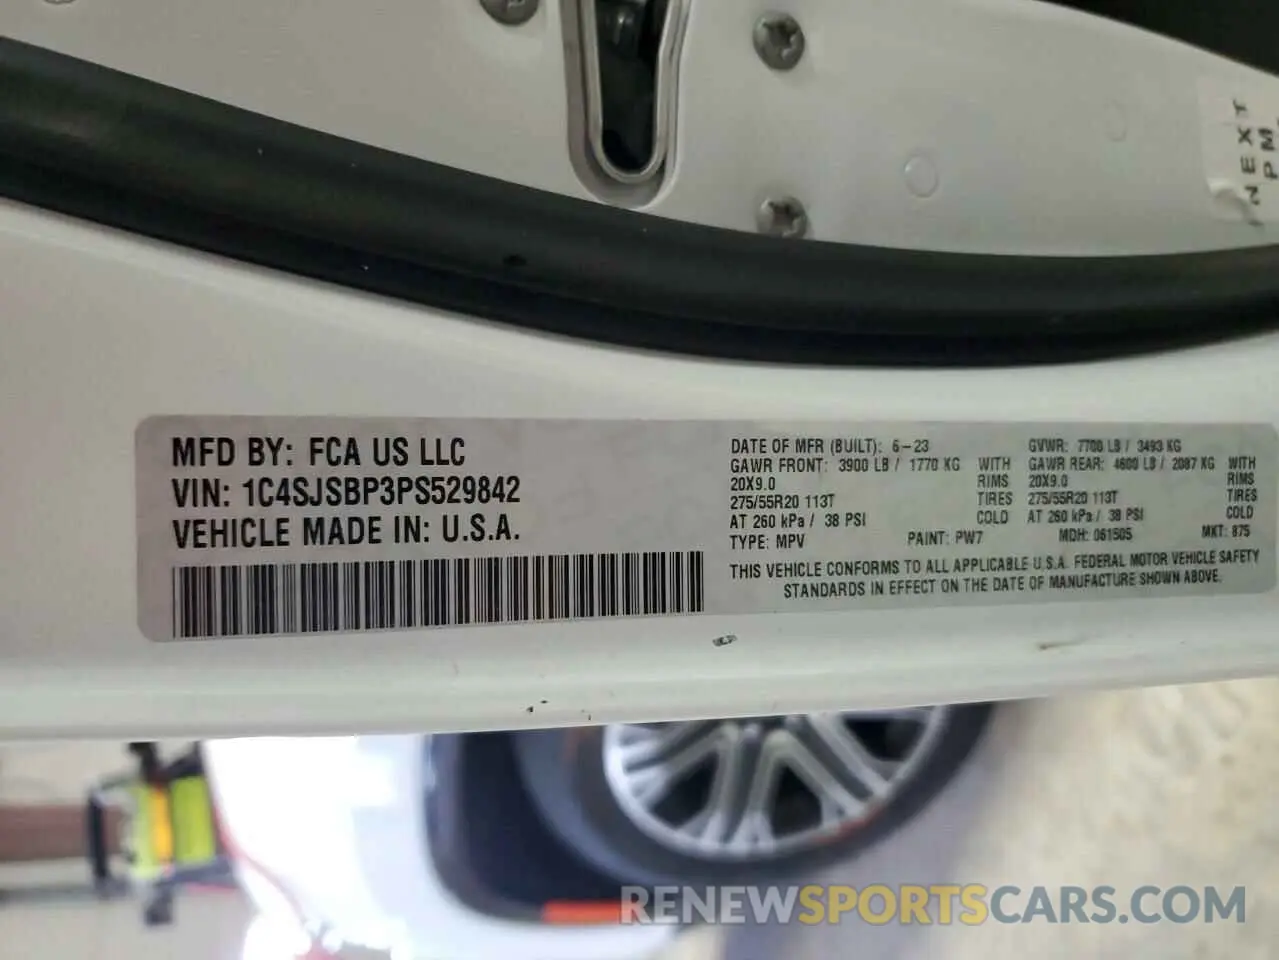 NEXT
PM
MFD BY: FCA US LLC
VIN: 1C4SJSBP3PS529842
VEHICLE MADE IN: U.S.A.
DATE OF MFR (BUILT): 6-23 GVWR: 7700 LB / 3493 KG
GAWR FRONT: 3900 LB / 1770 KG WITH GAWR REAR: 4600 LB / 2087 KG WITH
20X9.0 RIMS 20X9.0 RIMS
275/55R20 113T TIRES 275/55R20 113T TIRES
AT 260 kPa / 38 PSI COLD AT 260 kPa / 38 PSI COLD
TYPE: MPV PAINT: PW7 MDH: 061505 MKT: 875
THIS VEHICLE CONFORMS TO ALL APPLICABLE U.S.A. FEDERAL MOTOR VEHICLE SAFETY
STANDARDS IN EFFECT ON THE DATE OF MANUFACTURE SHOWN ABOVE.
RENEWSPORTSCARS.COM